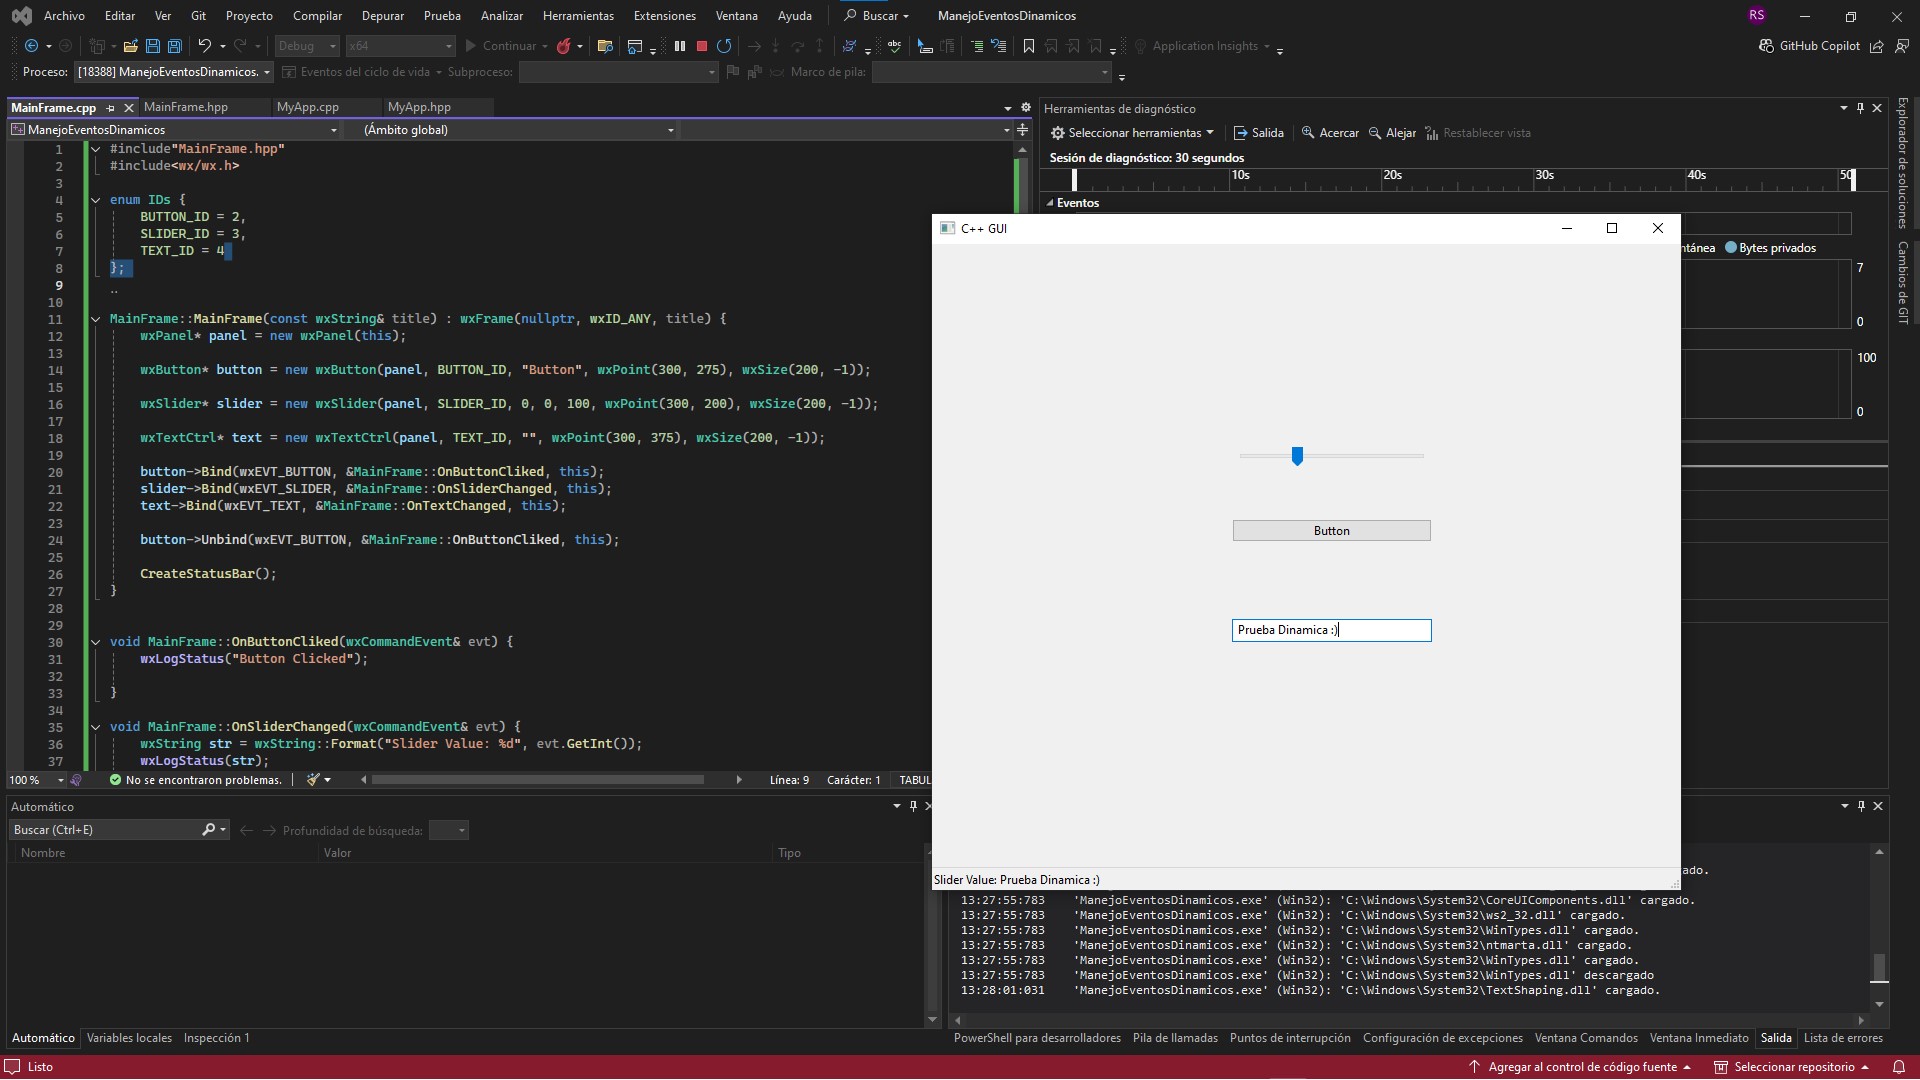 Archivo Editar Ver Git Proyecto Compilar Depurar Prueba Analizar Herramientas Extensiones Ventana Ayuda Buscar ManejoEventosDinamicos RS
Debug x64 Continuar abc Application Insights GitHub Copilot
Proceso: [18388] ManejoEventosDinamicos. Eventos del ciclo de vida Subproceso: Marco de pila:
MainFrame.cpp MainFrame.hpp MyApp.cpp MyApp.hpp
ManejoEventosDinamicos (Ámbito global)
1 #include"MainFrame.hpp"
2 #include<wx/wx.h>
3
4 enum IDs {
5 BUTTON_ID = 2,
6 SLIDER_ID = 3,
7 TEXT_ID = 4
8 };
9
10
11 MainFrame::MainFrame(const wxString& title) : wxFrame(nullptr, wxID_ANY, title) {
12 wxPanel* panel = new wxPanel(this);
13
14 wxButton* button = new wxButton(panel, BUTTON_ID, "Button", wxPoint(300, 275), wxSize(200, -1));
15
16 wxSlider* slider = new wxSlider(panel, SLIDER_ID, 0, 0, 100, wxPoint(300, 200), wxSize(200, -1));
17
18 wxTextCtrl* text = new wxTextCtrl(panel, TEXT_ID, "", wxPoint(300, 375), wxSize(200, -1));
19
20 button->Bind(wxEVT_BUTTON, &MainFrame::OnButtonCliked, this);
21 slider->Bind(wxEVT_SLIDER, &MainFrame::OnSliderChanged, this);
22 text->Bind(wxEVT_TEXT, &MainFrame::OnTextChanged, this);
23
24 button->Unbind(wxEVT_BUTTON, &MainFrame::OnButtonCliked, this);
25
26 CreateStatusBar();
27 }
28
29
30 void MainFrame::OnButtonCliked(wxCommandEvent& evt) {
31 wxLogStatus("Button Clicked");
32
33 }
34
35 void MainFrame::OnSliderChanged(wxCommandEvent& evt) {
36 wxString str = wxString::Format("Slider Value: %d", evt.GetInt());
37 wxLogStatus(str);
100 % No se encontraron problemas. Línea: 9 Carácter: 1 TABUL
Herramientas de diagnóstico
Seleccionar herramientas Salida Acercar Alejar Restablecer vista
Sesión de diagnóstico: 30 segundos
10s 20s 30s 40s 50
Eventos
ntánea Bytes privados
7
0
100
0
Explorador de soluciones
Cambios de GIT
C++ GUI
Button
Prueba Dinamica :)
Slider Value: Prueba Dinamica :)
Automático
Buscar (Ctrl+E) Profundidad de búsqueda:
Nombre Valor Tipo
Automático Variables locales Inspección 1
ado.
13:27:55:783 'ManejoEventosDinamicos.exe' (Win32): 'C:\Windows\System32\CoreUIComponents.dll' cargado.
13:27:55:783 'ManejoEventosDinamicos.exe' (Win32): 'C:\Windows\System32\ws2_32.dll' cargado.
13:27:55:783 'ManejoEventosDinamicos.exe' (Win32): 'C:\Windows\System32\WinTypes.dll' cargado.
13:27:55:783 'ManejoEventosDinamicos.exe' (Win32): 'C:\Windows\System32\ntmarta.dll' cargado.
13:27:55:783 'ManejoEventosDinamicos.exe' (Win32): 'C:\Windows\System32\WinTypes.dll' cargado.
13:27:55:783 'ManejoEventosDinamicos.exe' (Win32): 'C:\Windows\System32\WinTypes.dll' descargado
13:28:01:031 'ManejoEventosDinamicos.exe' (Win32): 'C:\Windows\System32\TextShaping.dll' cargado.
PowerShell para desarrolladores Pila de llamadas Puntos de interrupción Configuración de excepciones Ventana Comandos Ventana Inmediato Salida Lista de errores
Listo Agregar al control de código fuente Seleccionar repositorio